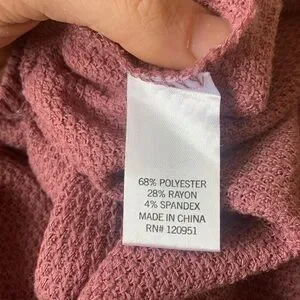 68% POLYESTER
28% RAYON
4% SPANDEX
MADE IN CHINA
RN# 120951